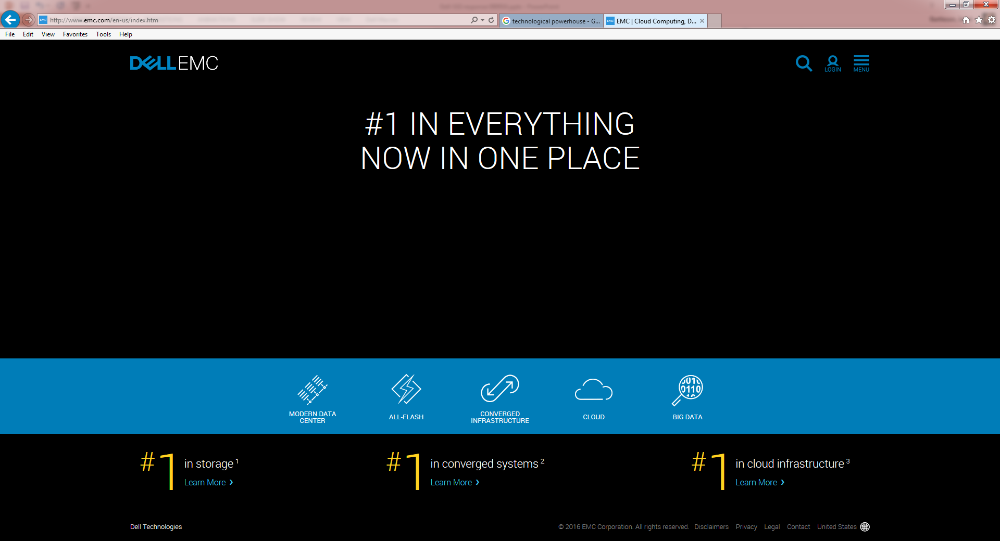 http://www.emc.com/en-us/index.htm
technological powerhouse - G...
EMC | Cloud Computing, D...
File Edit View Favorites Tools Help
DELL EMC
LOGIN
MENU
#1 IN EVERYTHING
NOW IN ONE PLACE
MODERN DATA
CENTER
ALL-FLASH
CONVERGED
INFRASTRUCTURE
CLOUD
BIG DATA
#1 in storage 1
Learn More ›
#1 in converged systems 2
Learn More ›
#1 in cloud infrastructure 3
Learn More ›
Dell Technologies
© 2016 EMC Corporation. All rights reserved. Disclaimers Privacy Legal Contact United States